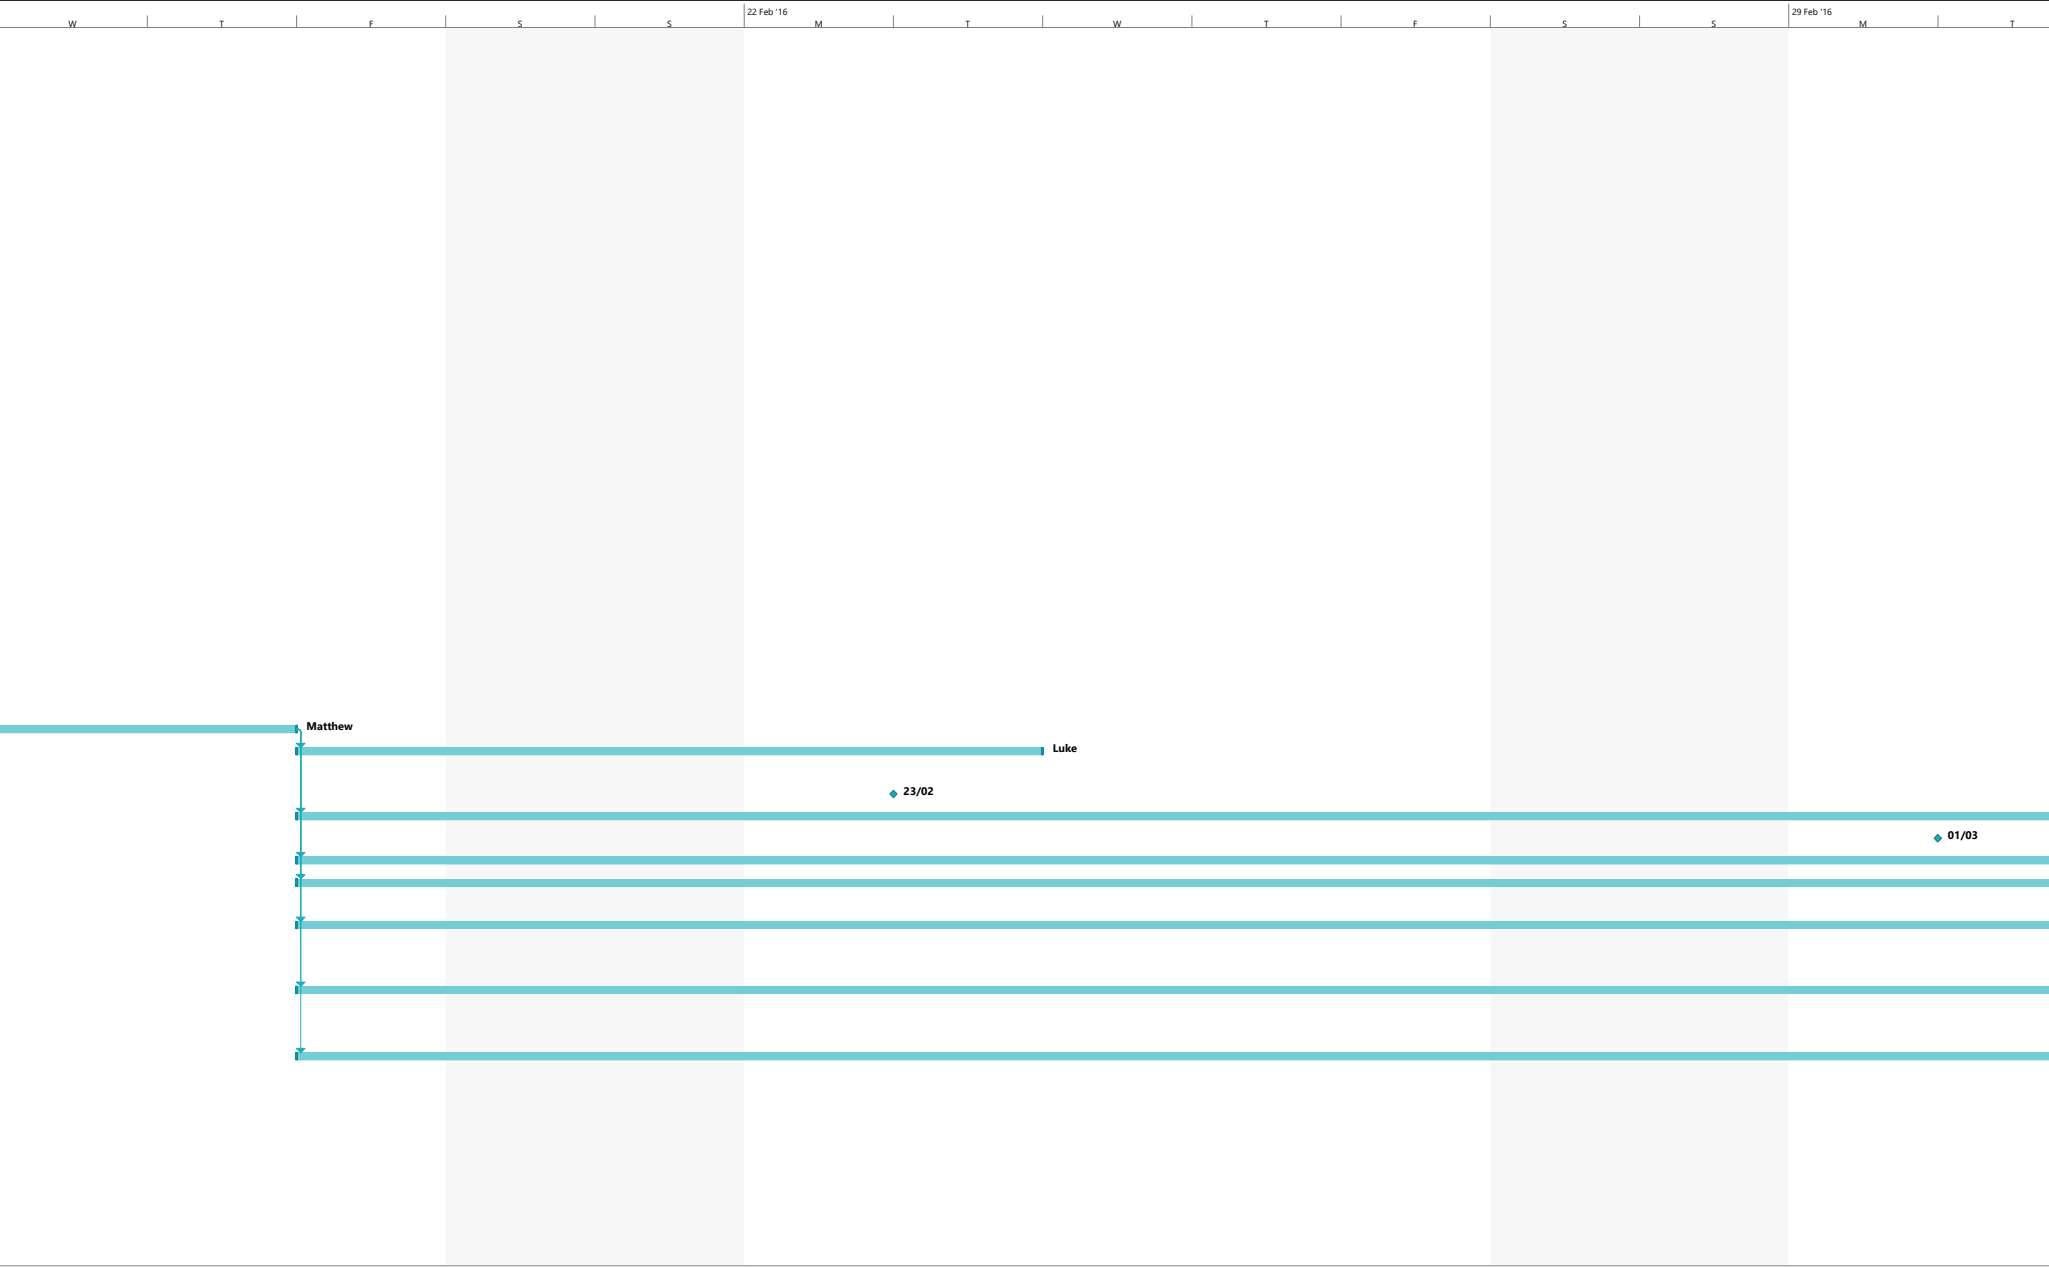 22 Feb '16 29 Feb '16
W T F S S M T W T F S S M T
Matthew
Luke
23/02
01/03